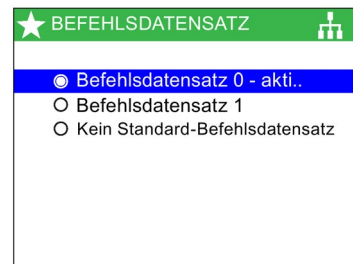 BEFEHLSDATENSATZ
Befehlsdatensatz 0 - akti..
Befehlsdatensatz 1
Kein Standard-Befehlsdatensatz